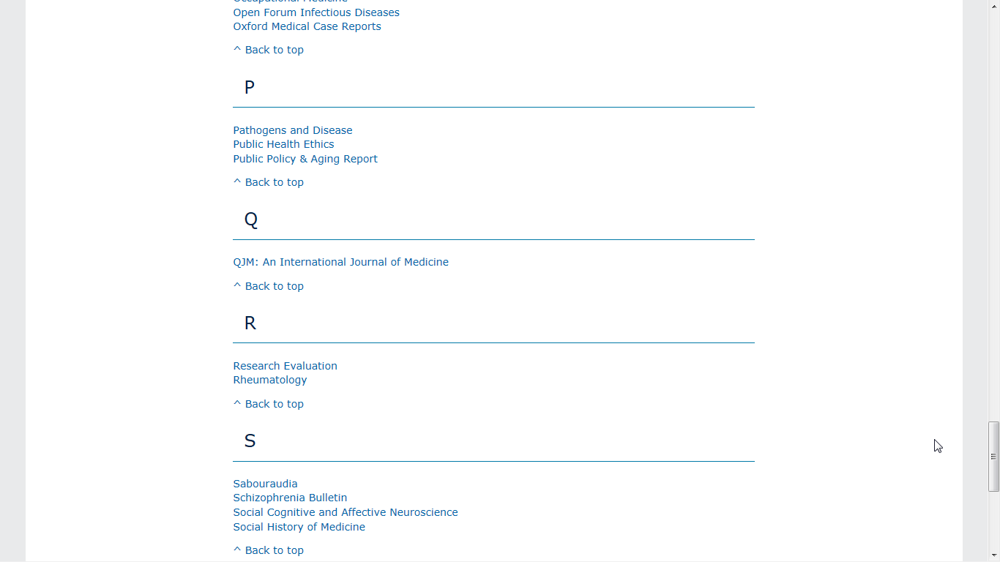 Occupational Medicine
Open Forum Infectious Diseases
Oxford Medical Case Reports
^ Back to top
P
Pathogens and Disease
Public Health Ethics
Public Policy & Aging Report
^ Back to top
Q
QJM: An International Journal of Medicine
^ Back to top
R
Research Evaluation
Rheumatology
^ Back to top
S
Sabouraudia
Schizophrenia Bulletin
Social Cognitive and Affective Neuroscience
Social History of Medicine
^ Back to top